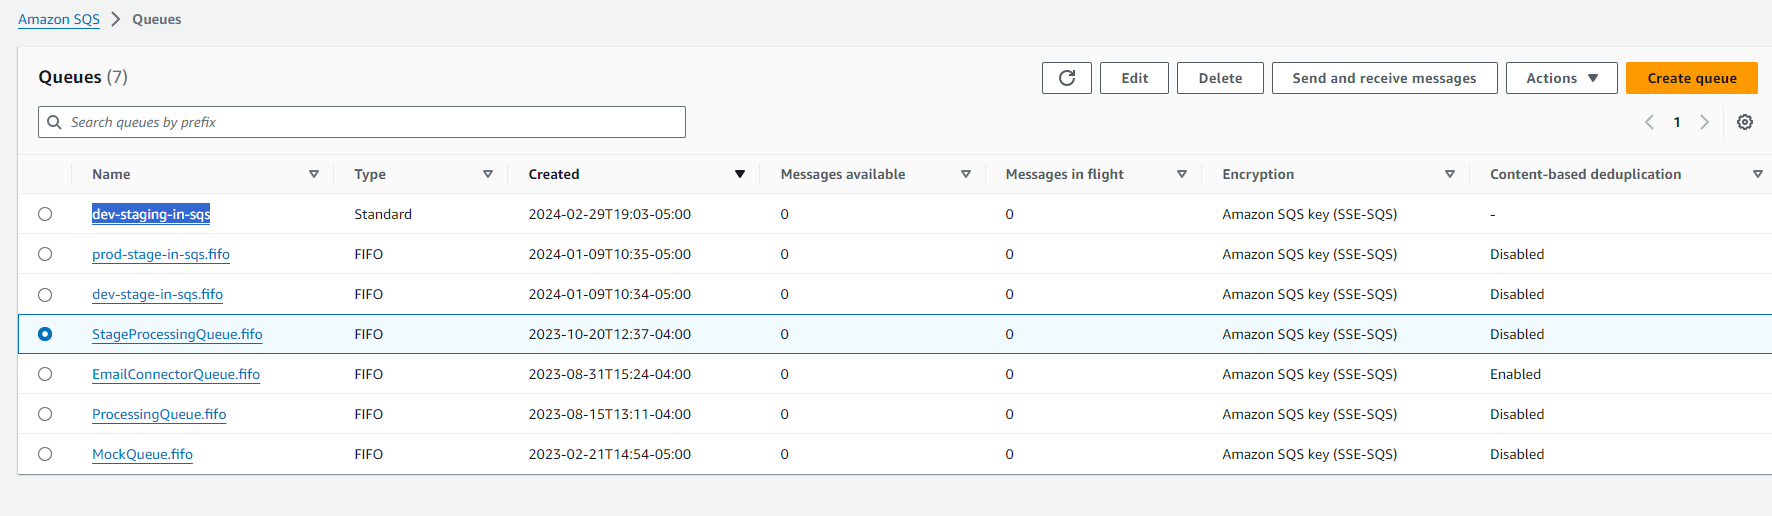 Amazon SQS > Queues
Queues (7)
Edit Delete Send and receive messages Actions Create queue
Search queues by prefix
1
Name Type Created Messages available Messages in flight Encryption Content-based deduplication
dev-staging-in-sqs Standard 2024-02-29T19:03-05:00 0 0 Amazon SQS key (SSE-SQS) -
prod-stage-in-sqs.fifo FIFO 2024-01-09T10:35-05:00 0 0 Amazon SQS key (SSE-SQS) Disabled
dev-stage-in-sqs.fifo FIFO 2024-01-09T10:34-05:00 0 0 Amazon SQS key (SSE-SQS) Disabled
StageProcessingQueue.fifo FIFO 2023-10-20T12:37-04:00 0 0 Amazon SQS key (SSE-SQS) Disabled
EmailConnectorQueue.fifo FIFO 2023-08-31T15:24-04:00 0 0 Amazon SQS key (SSE-SQS) Enabled
ProcessingQueue.fifo FIFO 2023-08-15T13:11-04:00 0 0 Amazon SQS key (SSE-SQS) Disabled
MockQueue.fifo FIFO 2023-02-21T14:54-05:00 0 0 Amazon SQS key (SSE-SQS) Disabled